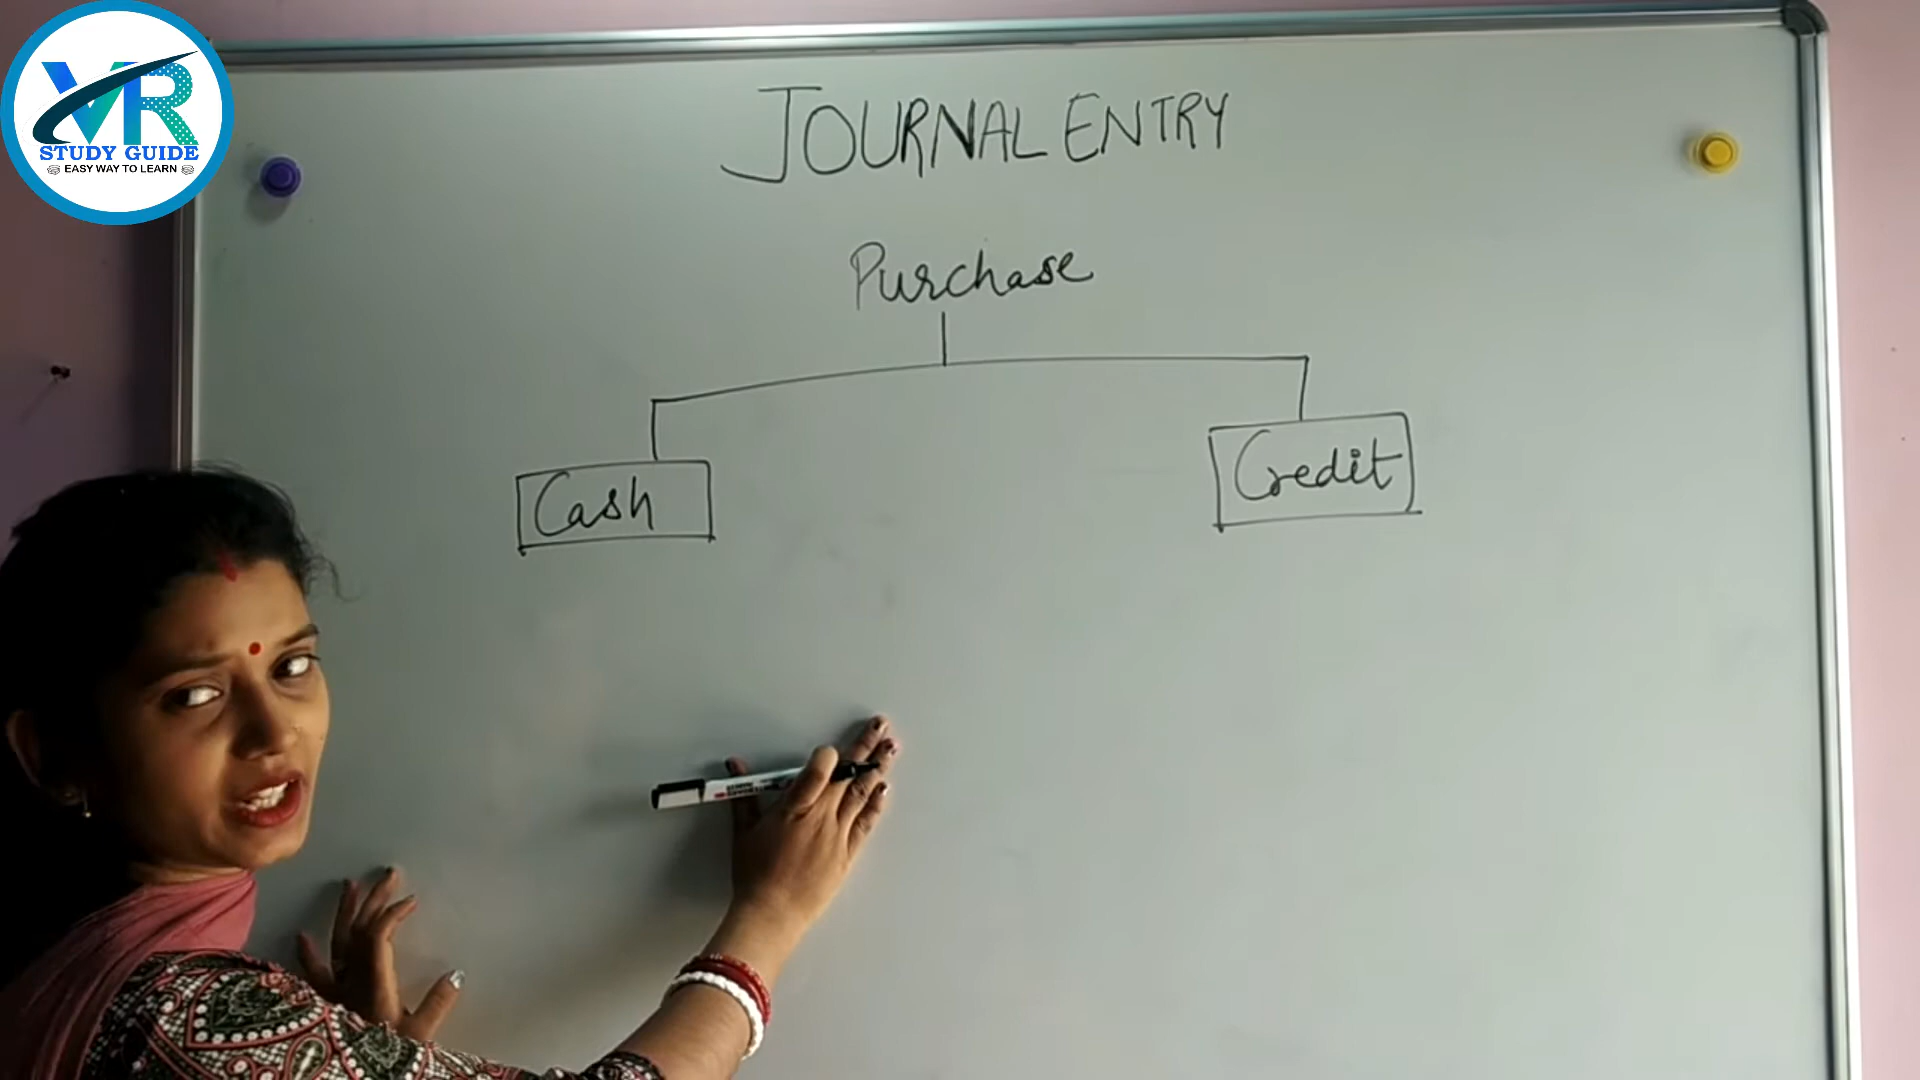 VR
STUDY GUIDE
EASY WAY TO LEARN
JOURNAL ENTRY
Purchase
Cash
Credit